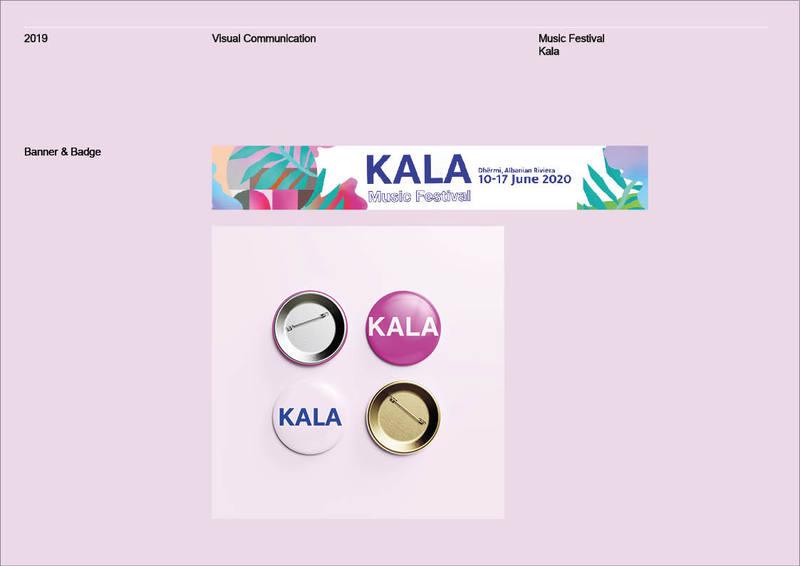 2019
Visual Communication
Music Festival
Kala
Banner & Badge
KALA
Music Festival
Dhërmi, Albanian Riviera
10-17 June 2020
KALA
KALA